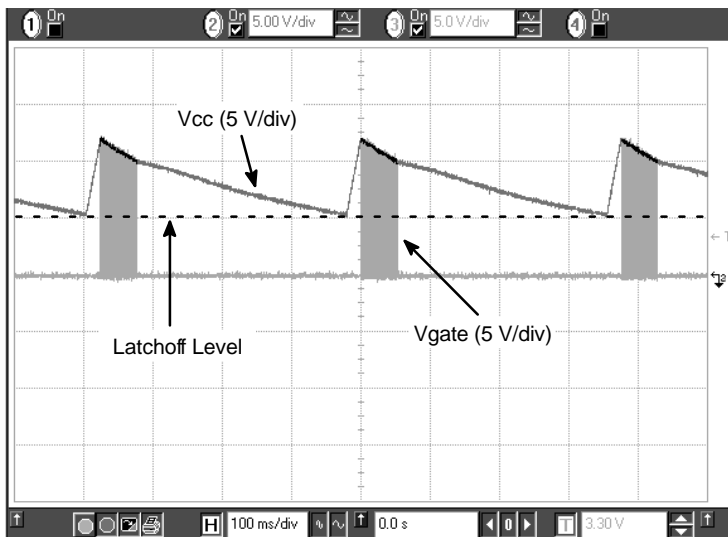 1 On 2 On 5.00 V/div 3 On 5.0 V/div 4 On
Vcc (5 V/div)
T
2
Vgate (5 V/div)
Latchoff Level
H 100 ms/div 0.0 s 0 T 3.30 V